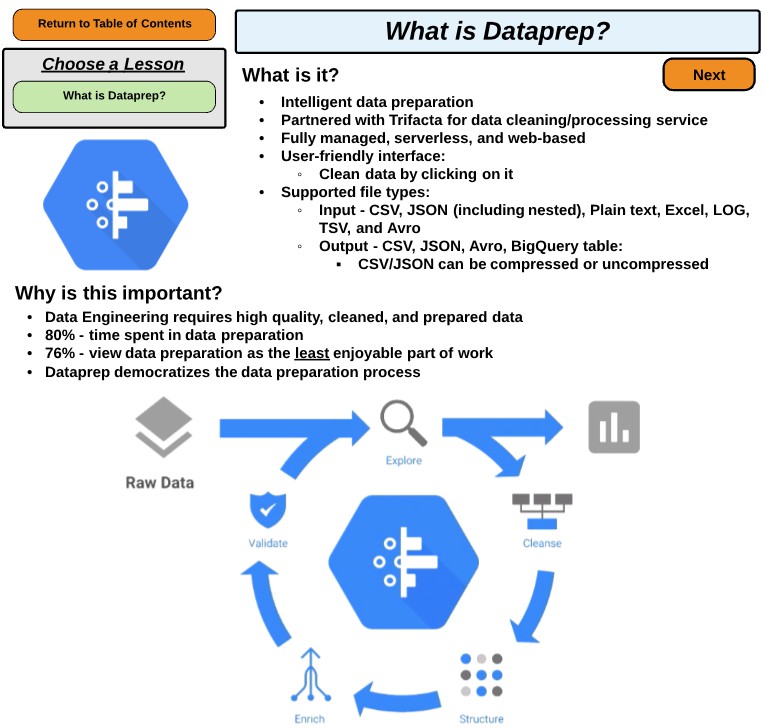 Return to Table of Contents
Choose a Lesson
What is Dataprep?
What is Dataprep?
Next
What is it?
• Intelligent data preparation
• Partnered with Trifacta for data cleaning/processing service
• Fully managed, serverless, and web-based
• User-friendly interface:
◦ Clean data by clicking on it
• Supported file types:
◦ Input - CSV, JSON (including nested), Plain text, Excel, LOG,
TSV, and Avro
◦ Output - CSV, JSON, Avro, BigQuery table:
▪ CSV/JSON can be compressed or uncompressed
Why is this important?
• Data Engineering requires high quality, cleaned, and prepared data
• 80% - time spent in data preparation
• 76% - view data preparation as the least enjoyable part of work
• Dataprep democratizes the data preparation process
Raw Data
Explore
Validate
Cleanse
Enrich
Structure